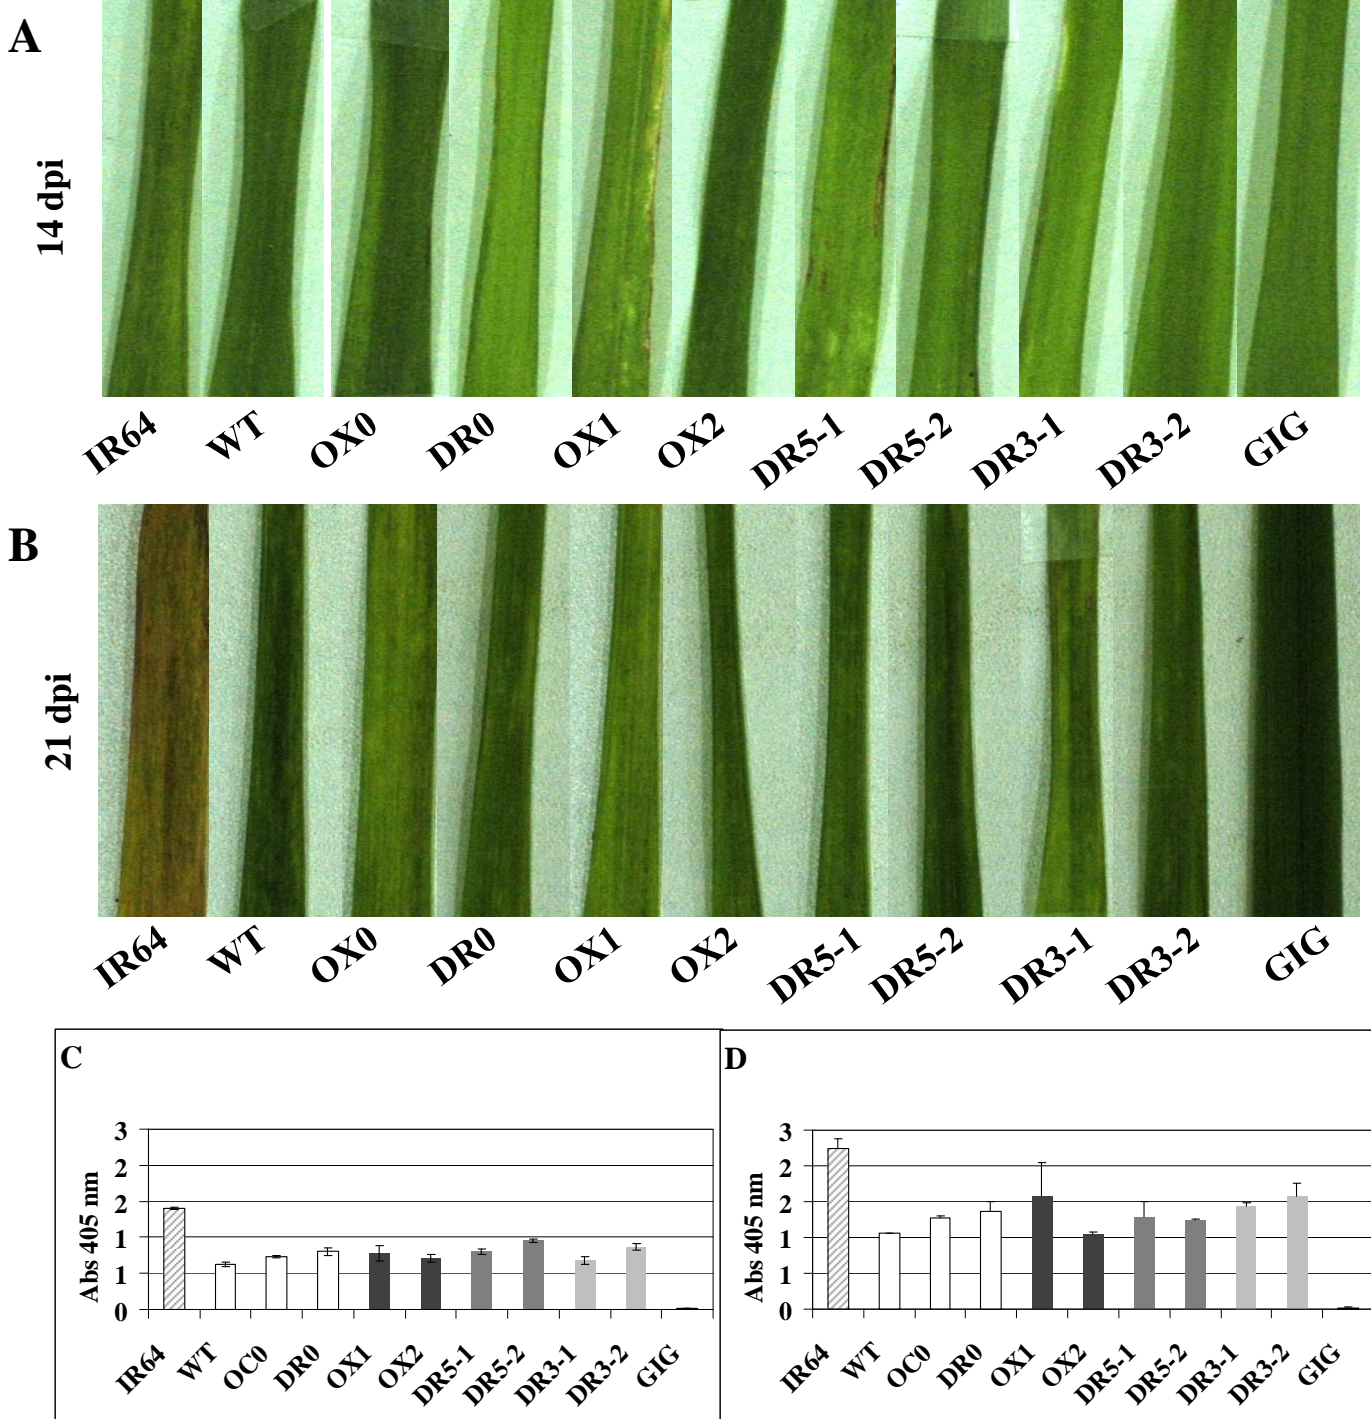 A
14 dpi
IR64 WT OX0 DR0 OX1 OX2 DR5-1 DR5-2 DR3-1 DR3-2 GIG
B
21 dpi
IR64 WT OX0 DR0 OX1 OX2 DR5-1 DR5-2 DR3-1 DR3-2 GIG
C
Abs 405 nm
3
2
2
1
1
0
IR64 WT OC0 DR0 OX1 OX2 DR5-1 DR5-2 DR3-1 DR3-2 GIG
D
Abs 405 nm
3
2
2
1
1
0
IR64 WT OC0 DR0 OX1 OX2 DR5-1 DR5-2 DR3-1 DR3-2 GIG